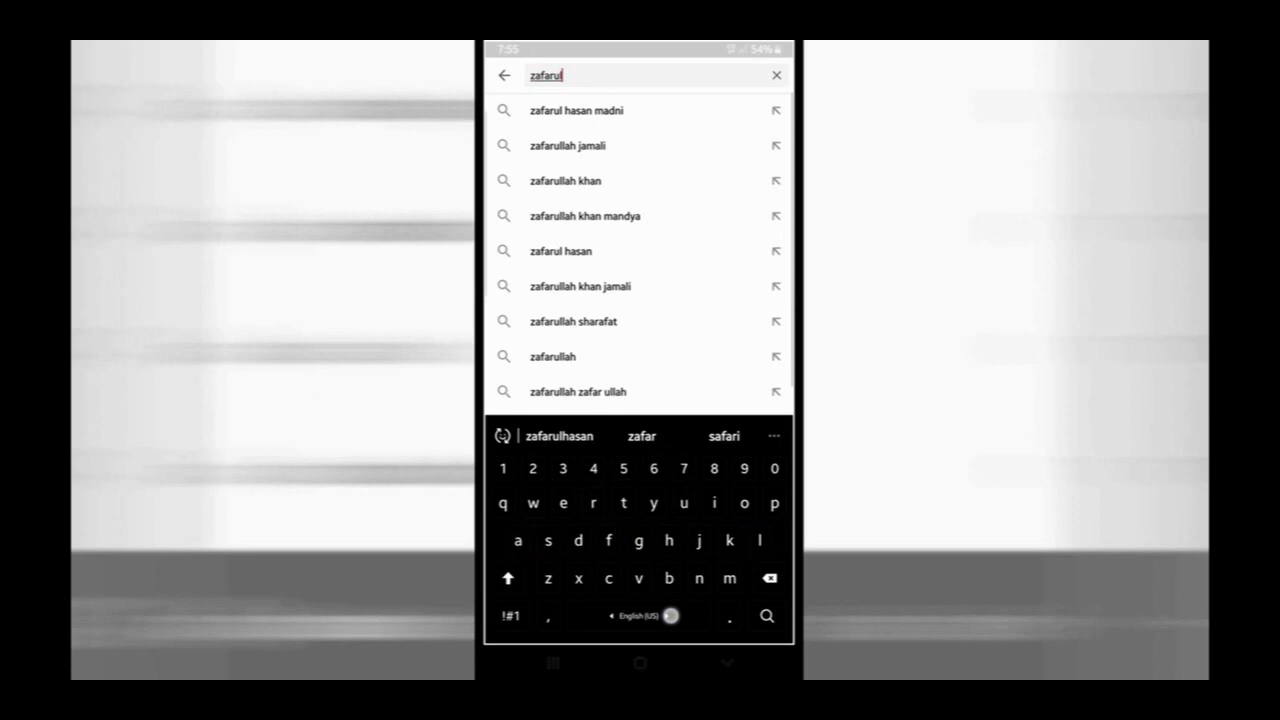 7:55 54%
zafarul
zafarul hasan madni
zafarullah jamali
zafarullah khan
zafarullah khan mandya
zafarul hasan
zafarullah khan jamali
zafarullah sharafat
zafarullah
zafarullah zafar ullah
zafarulhasan zafar safari
1 2 3 4 5 6 7 8 9 0
q w e r t y u i o p
a s d f g h j k l
z x c v b n m
!#1 , English (US) .